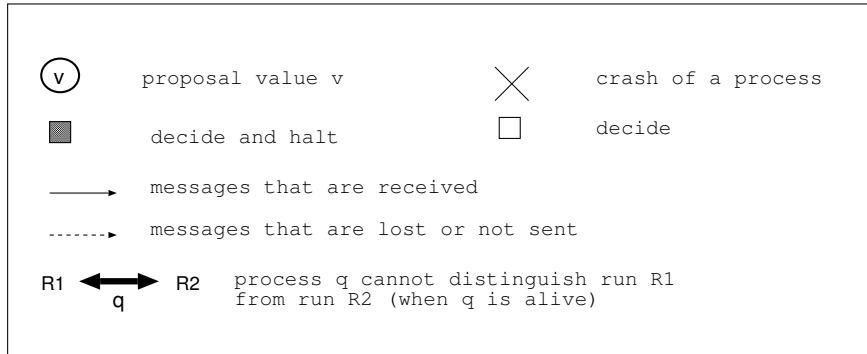 v proposal value v
crash of a process
decide and halt
decide
messages that are received
messages that are lost or not sent
R1 R2 process q cannot distinguish run R1
q from run R2 (when q is alive)